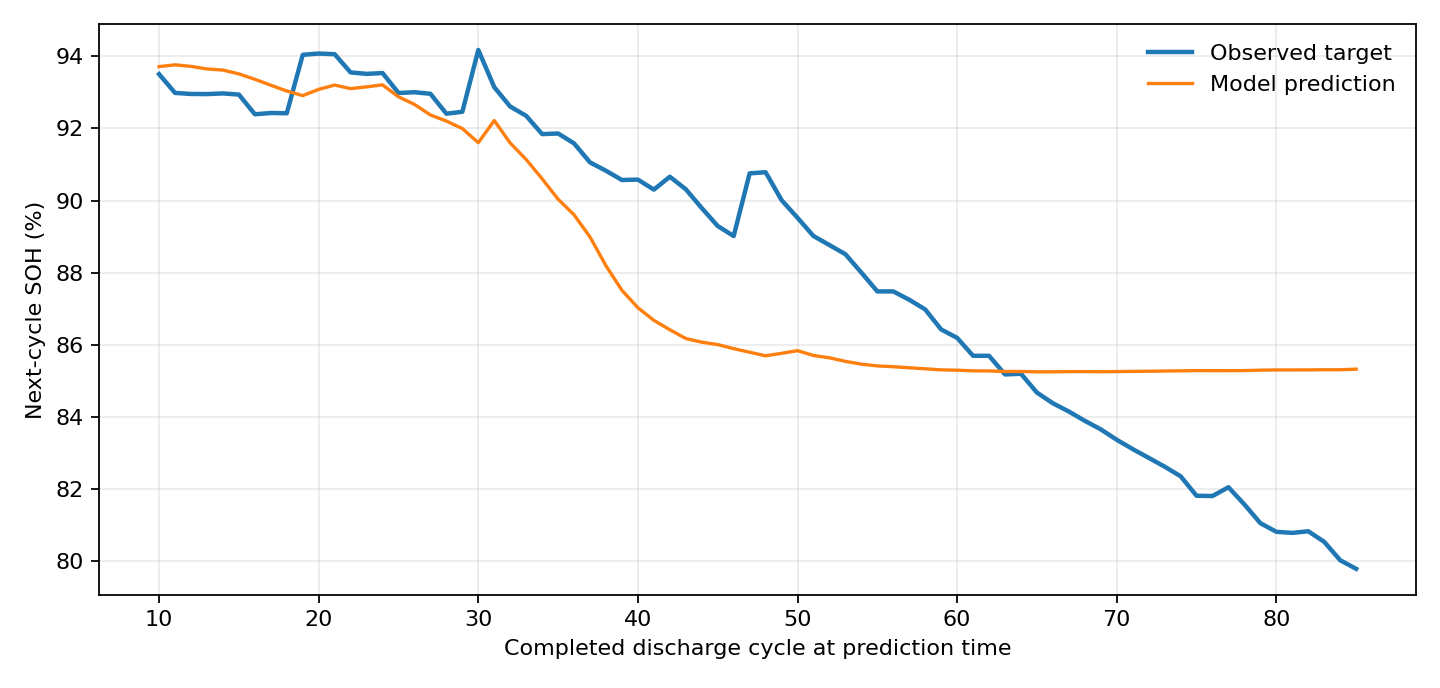 Observed target
Model prediction
Next-cycle SOH (%)
94
92
90
88
86
84
82
80
10 20 30 40 50 60 70 80
Completed discharge cycle at prediction time